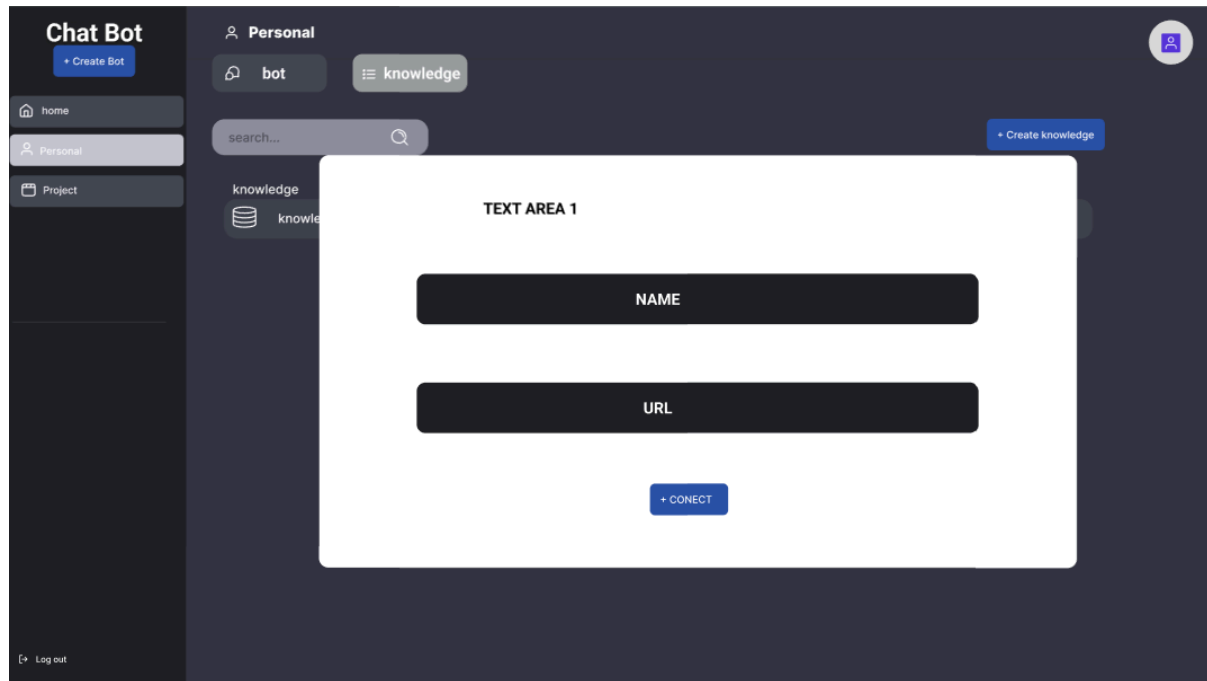 Chat Bot
+ Create Bot
home
Personal
Project
Log out
Personal
bot
knowledge
search...
+ Create knowledge
knowledge
knowle
TEXT AREA 1
NAME
URL
+ CONECT